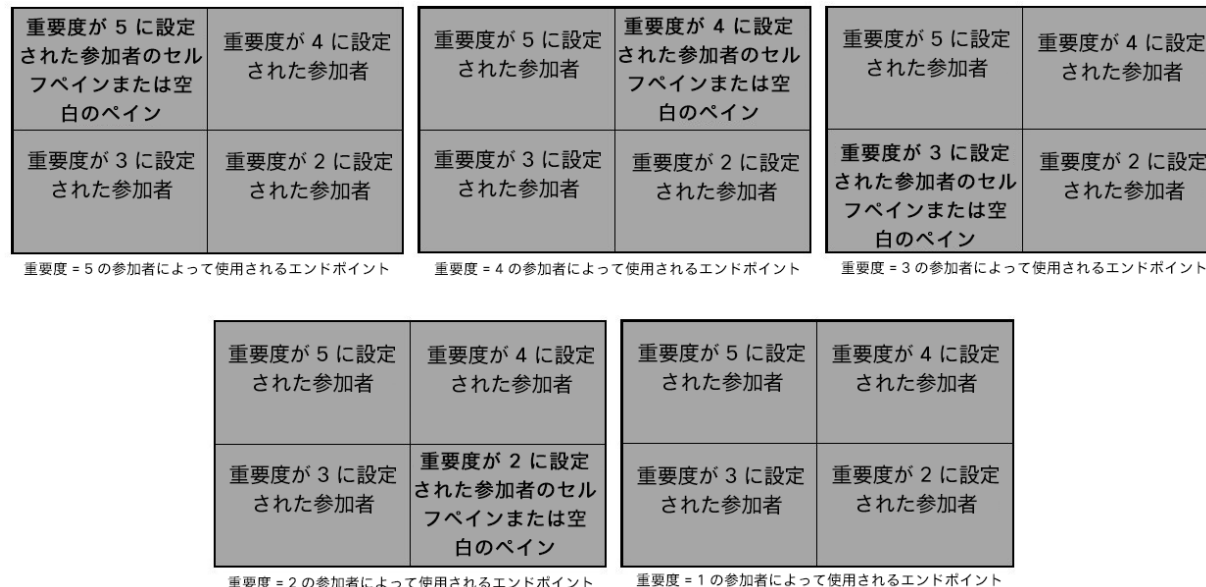 重要度が 5 に設定
された参加者のセル
フペインまたは空
白のペイン
重要度が 4 に設定
された参加者
重要度が 3 に設定
された参加者
重要度が 2 に設定
された参加者
重要度 = 5 の参加者によって使用されるエンドポイント
重要度が 5 に設定
された参加者
重要度が 4 に設定
された参加者のセル
フペインまたは空
白のペイン
重要度が 3 に設定
された参加者
重要度が 2 に設定
された参加者
重要度 = 4 の参加者によって使用されるエンドポイント
重要度が 5 に設定
された参加者
重要度が 4 に設定
された参加者
重要度が 3 に設定
された参加者のセル
フペインまたは空
白のペイン
重要度が 2 に設定
された参加者
重要度 = 3 の参加者によって使用されるエンドポイント
重要度が 5 に設定
された参加者
重要度が 4 に設定
された参加者
重要度が 3 に設定
された参加者
重要度が 2 に設定
された参加者のセル
フペインまたは空
白のペイン
重要度 = 2 の参加者によって使用されるエンドポイント
重要度が 5 に設定
された参加者
重要度が 4 に設定
された参加者
重要度が 3 に設定
された参加者
重要度が 2 に設定
された参加者
重要度 = 1 の参加者によって使用されるエンドポイント